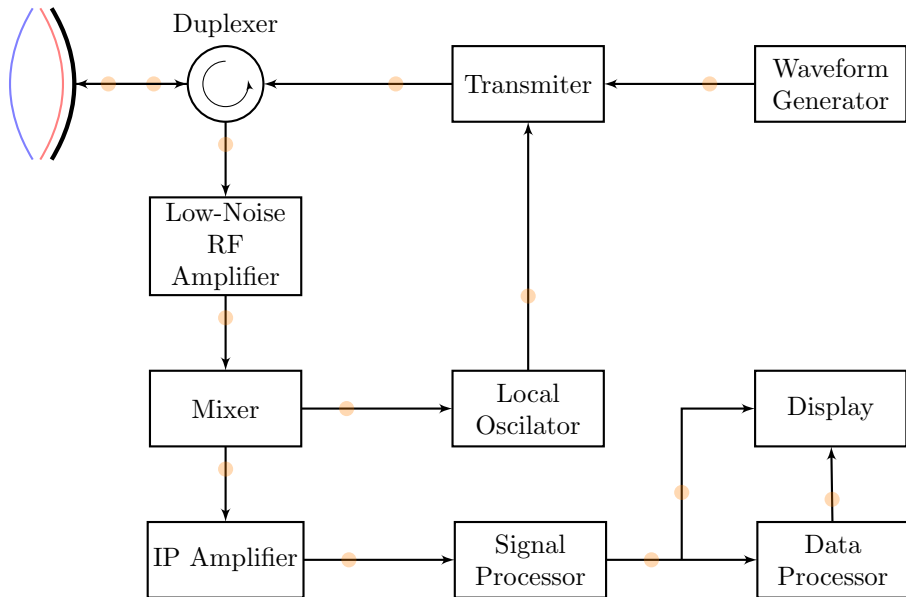 Duplexer
Transmiter
Waveform
Generator
Low-Noise
RF
Amplifier
Mixer
Local
Oscilator
Display
IP Amplifier
Signal
Processor
Data
Processor